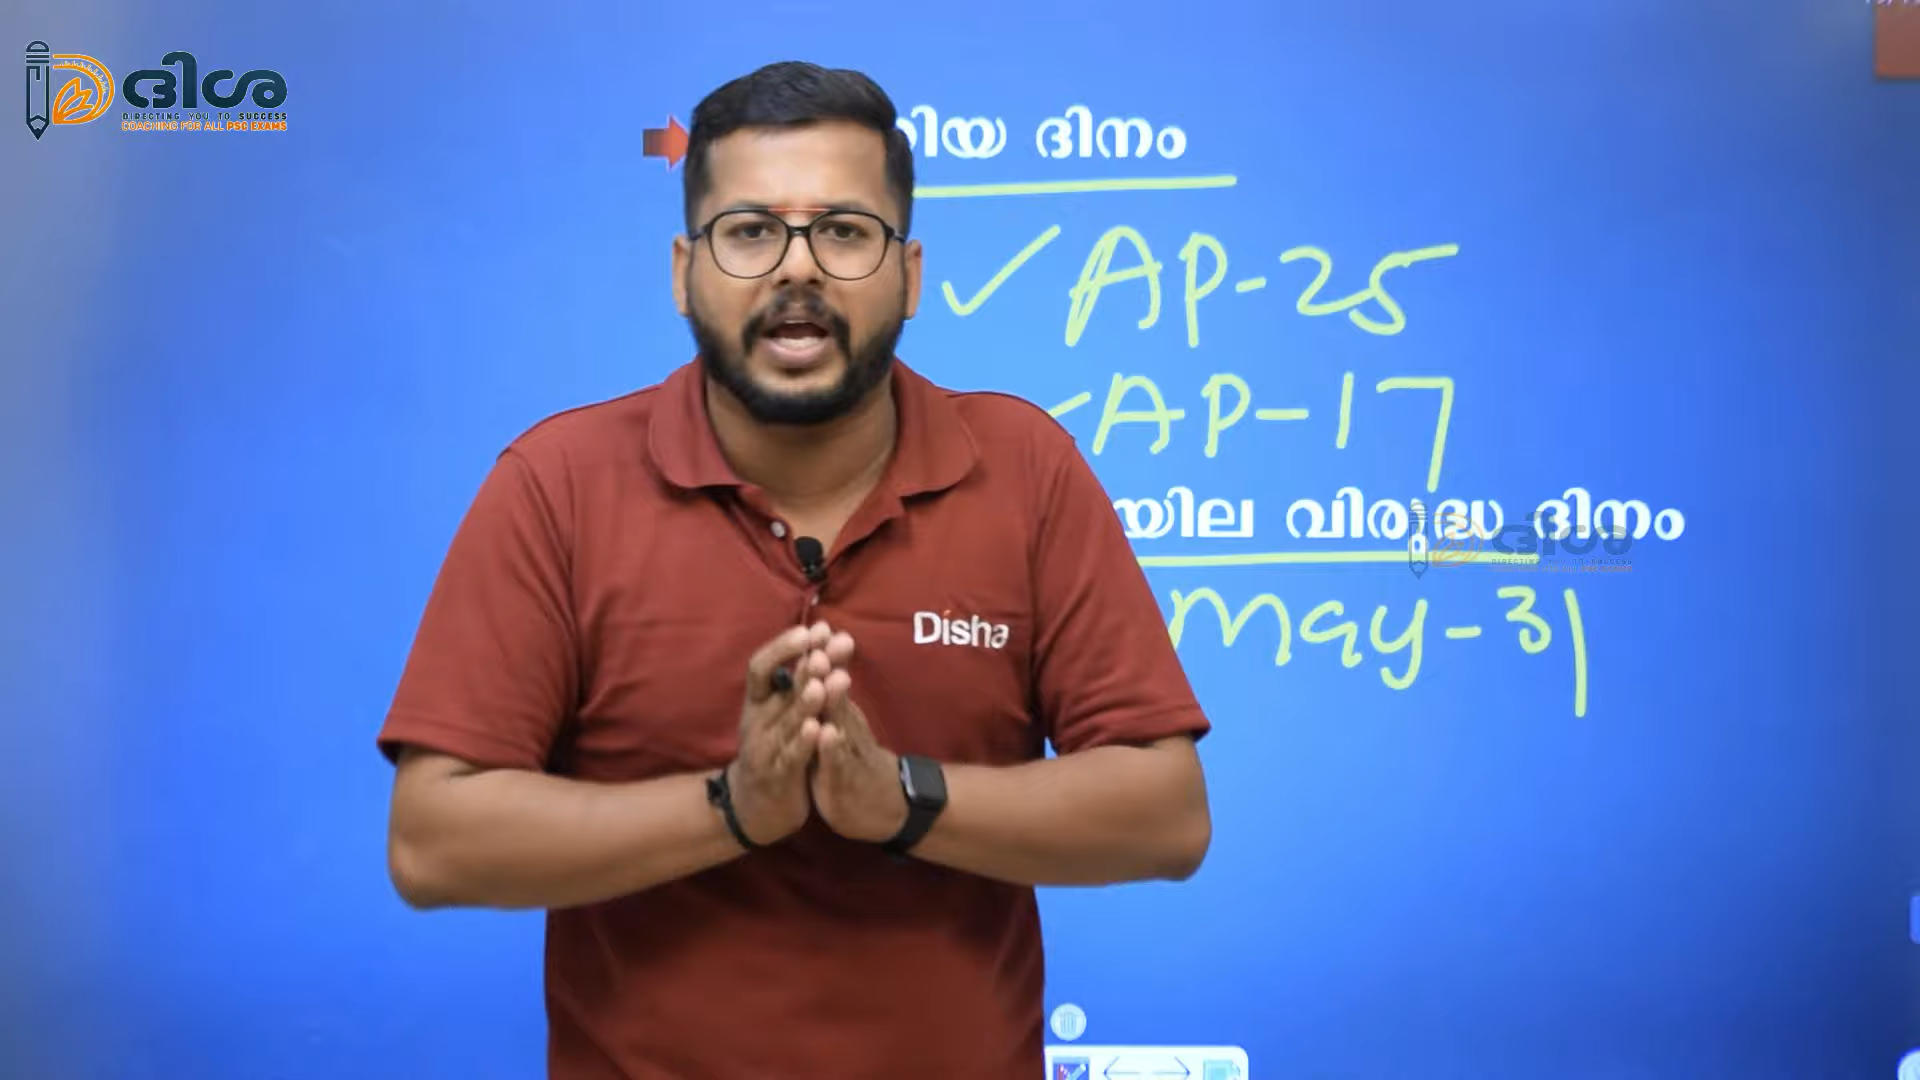 ദിശ
DIRECTING YOU TO SUCCESS
COACHING FOR ALL PSC EXAMS
ദിനം
AP-25
AP-17
വിരുദ്ധ ദിനം
May-31
Disha